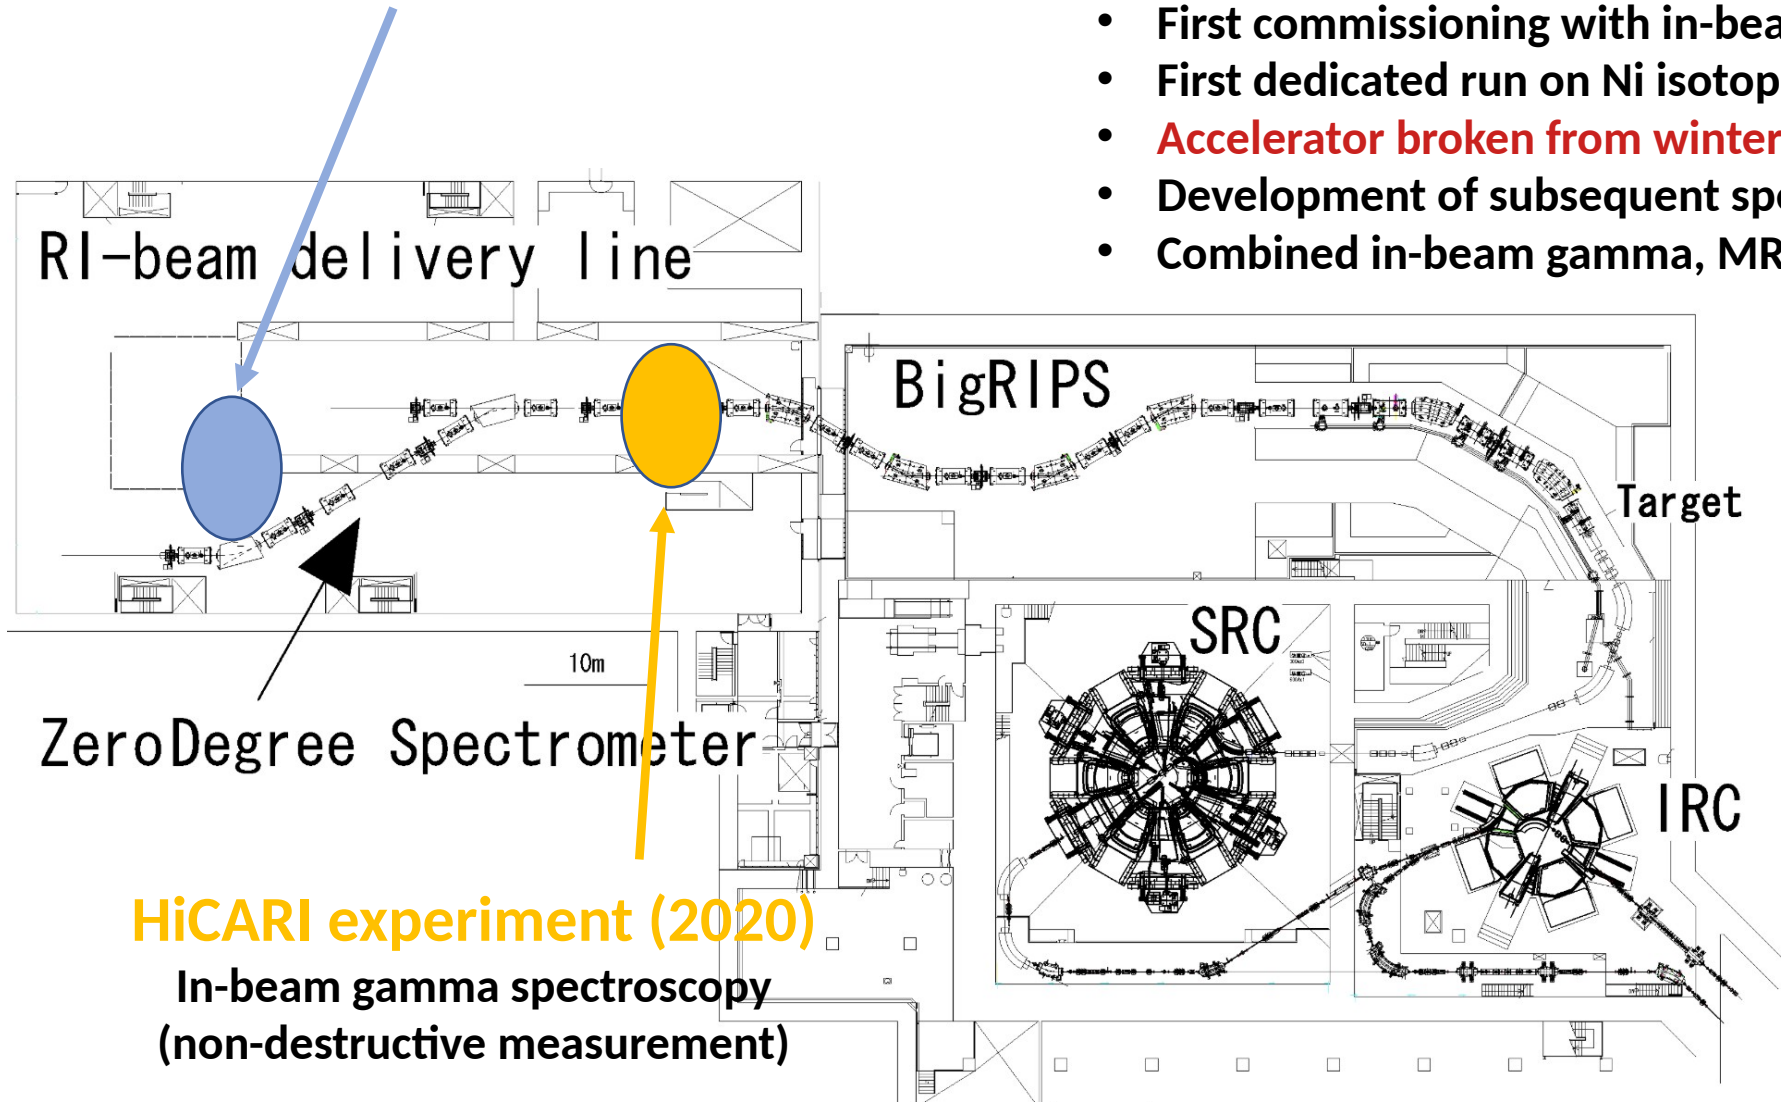 • First commissioning with in-bea
• First dedicated run on Ni isotop
• Accelerator broken from winter
• Development of subsequent spe
• Combined in-beam gamma, MR
RI-beam delivery line
BigRIPS
Target
SRC
10m
ZeroDegree Spectrometer
IRC
HiCARI experiment (2020)
In-beam gamma spectroscopy
(non-destructive measurement)